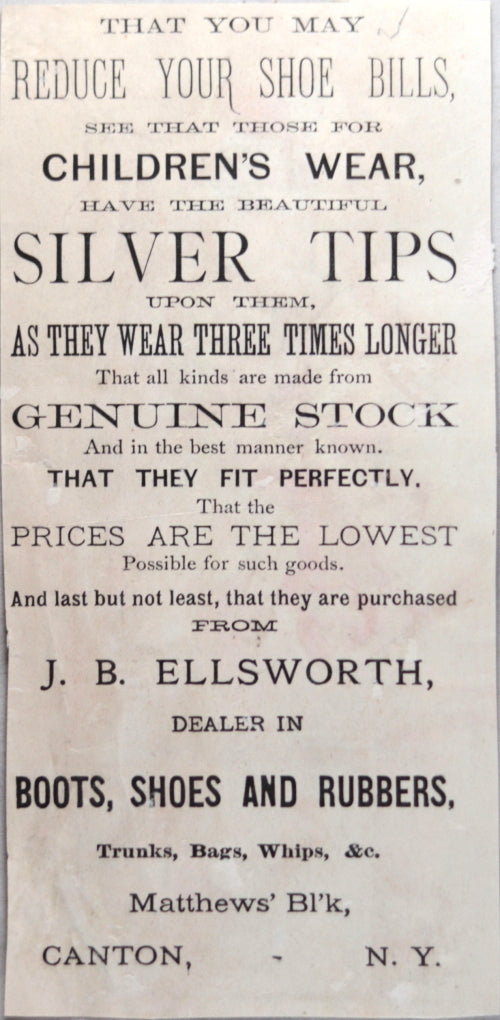 THAT YOU MAY
REDUCE YOUR SHOE BILLS,
SEE THAT THOSE FOR
CHILDREN'S WEAR,
HAVE THE BEAUTIFUL
SILVER TIPS
UPON THEM,
AS THEY WEAR THREE TIMES LONGER
That all kinds are made from
GENUINE STOCK
And in the best manner known.
THAT THEY FIT PERFECTLY.
That the
PRICES ARE THE LOWEST
Possible for such goods.
And last but not least, that they are purchased
FROM
J. B. ELLSWORTH,
DEALER IN
BOOTS, SHOES AND RUBBERS,
Trunks, Bags, Whips, &c.
Matthews' Bl'k,
CANTON, - N. Y.